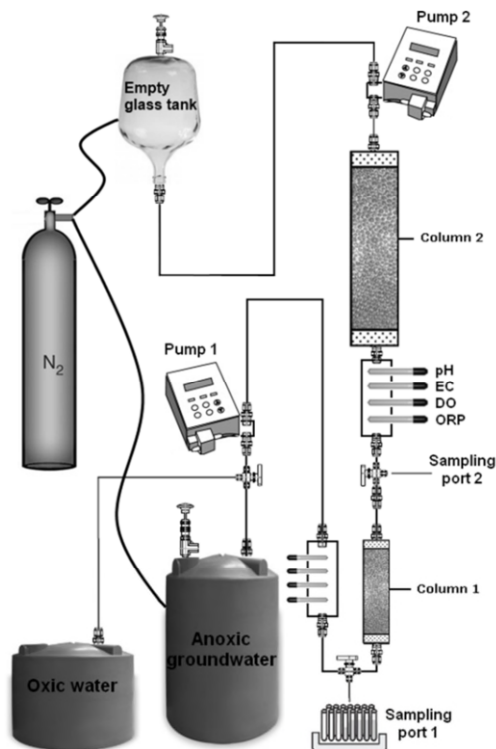 Pump 2
Empty
glass tank
Column 2
N2
Pump 1
pH
EC
DO
ORP
Sampling
port 2
Column 1
Anoxic
groundwater
Oxic water
Sampling
port 1